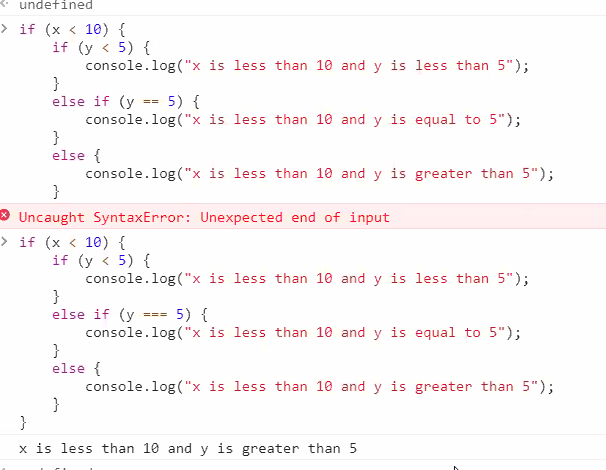 undefined
if (x < 10) {
    if (y < 5) {
        console.log("x is less than 10 and y is less than 5");
    }
    else if (y == 5) {
        console.log("x is less than 10 and y is equal to 5");
    }
    else {
        console.log("x is less than 10 and y is greater than 5");
    }
Uncaught SyntaxError: Unexpected end of input
if (x < 10) {
    if (y < 5) {
        console.log("x is less than 10 and y is less than 5");
    }
    else if (y === 5) {
        console.log("x is less than 10 and y is equal to 5");
    }
    else {
        console.log("x is less than 10 and y is greater than 5");
    }
}
x is less than 10 and y is greater than 5